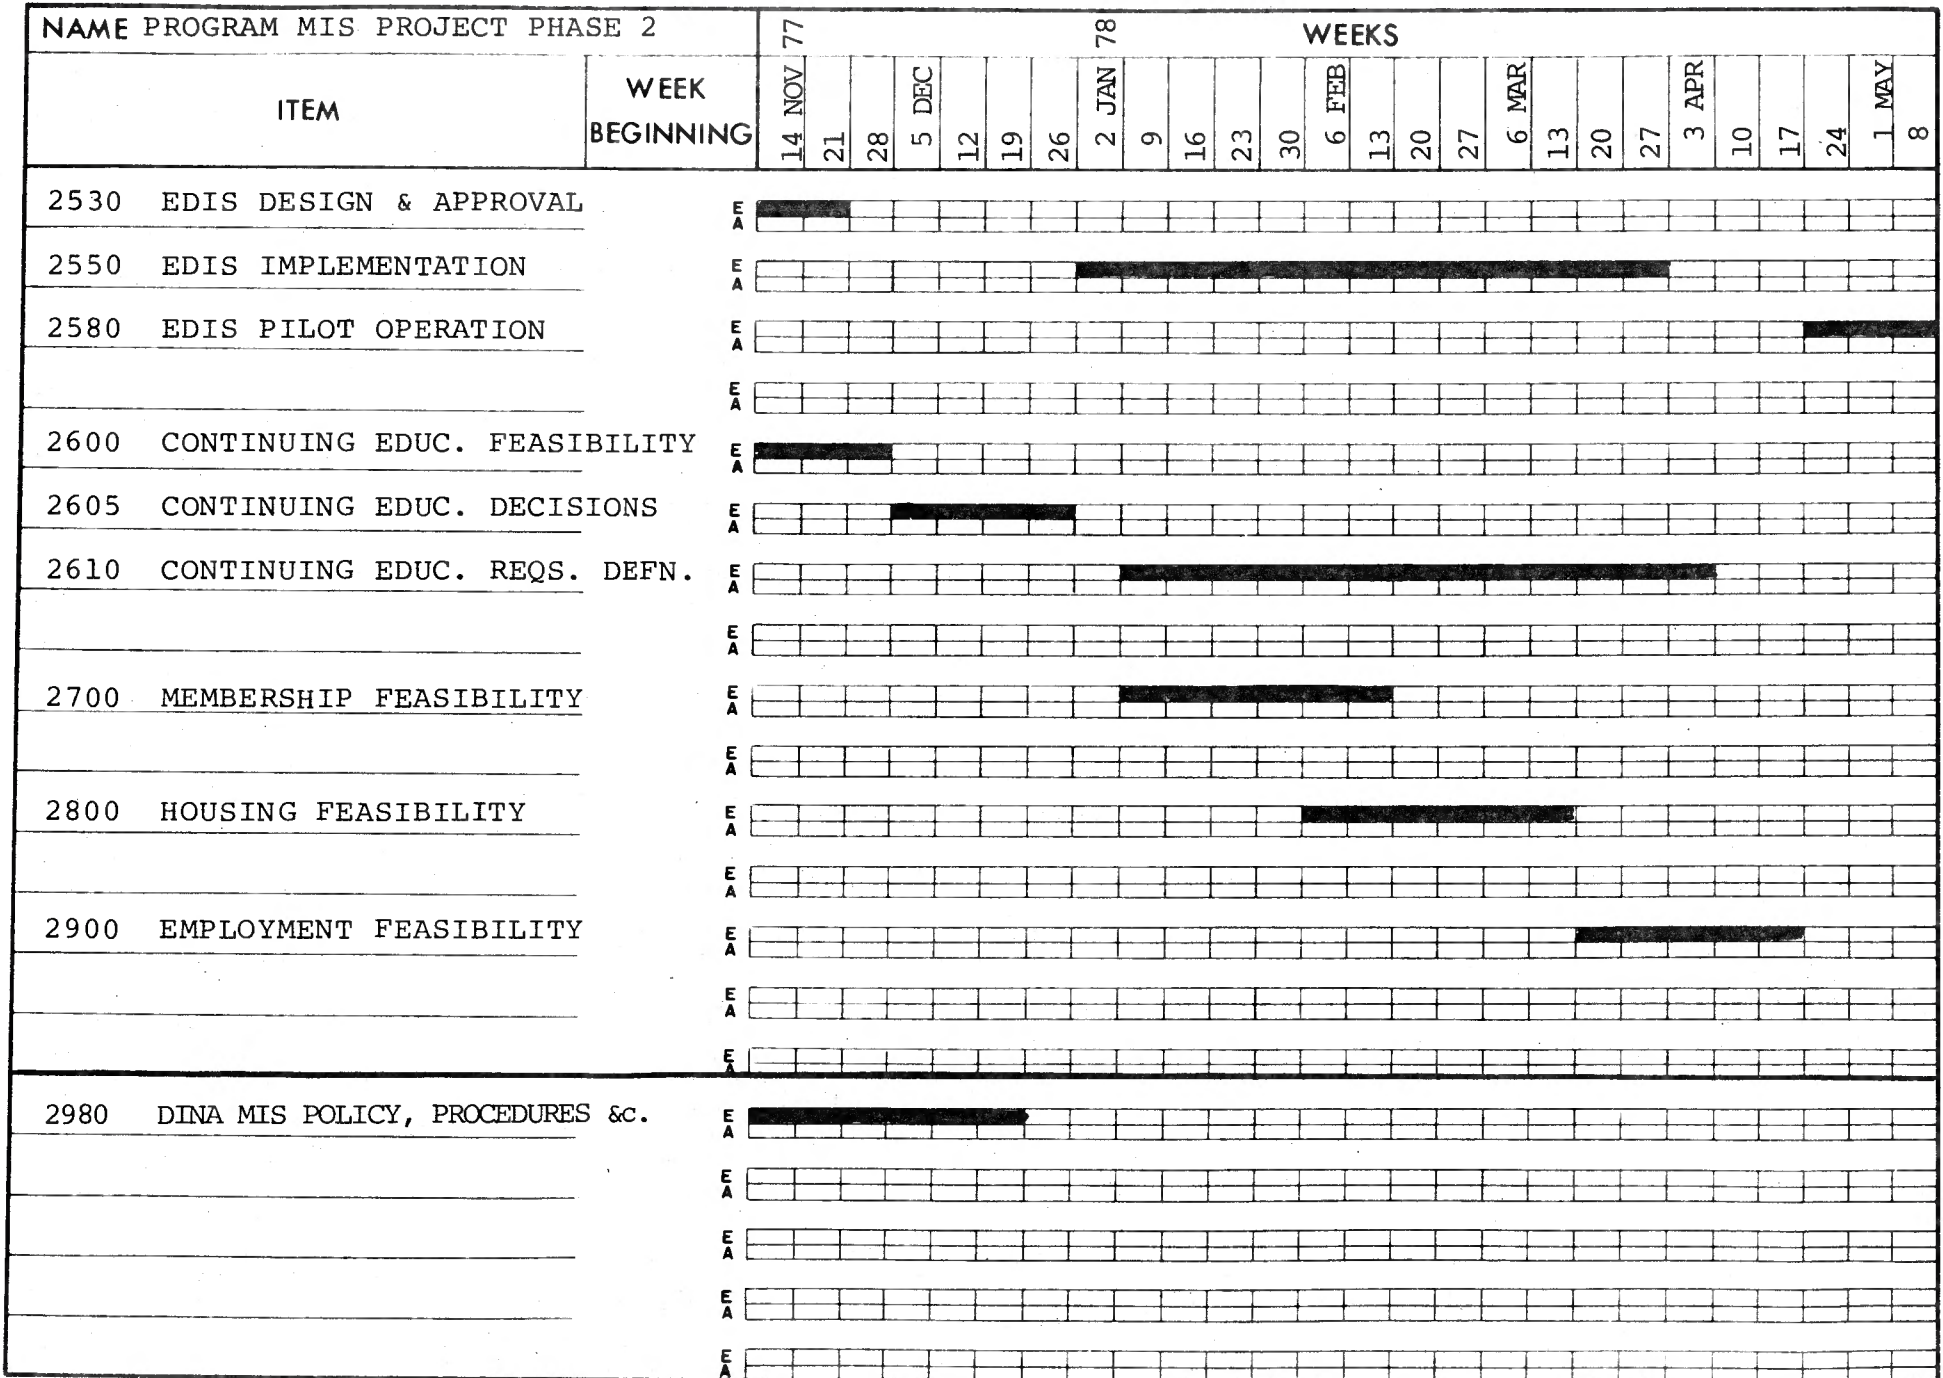 NAME PROGRAM MIS PROJECT PHASE 2
77 78 WEEKS
ITEM WEEK BEGINNING
14 NOV 21 28 5 DEC 12 19 26 2 JAN 9 16 23 30 6 FEB 13 20 27 6 MAR 13 20 27 3 APR 10 17 24 1 MAY 8
2530 EDIS DESIGN & APPROVAL E
A
2550 EDIS IMPLEMENTATION E
A
2580 EDIS PILOT OPERATION E
A
E
A
2600 CONTINUING EDUC. FEASIBILITY E
A
2605 CONTINUING EDUC. DECISIONS E
A
2610 CONTINUING EDUC. REQS. DEFN. E
A
E
A
2700 MEMBERSHIP FEASIBILITY E
A
E
A
2800 HOUSING FEASIBILITY E
A
E
A
2900 EMPLOYMENT FEASIBILITY E
A
E
A
E
A
2980 DINA MIS POLICY, PROCEDURES &c. E
A
E
A
E
A
E
A
E
A